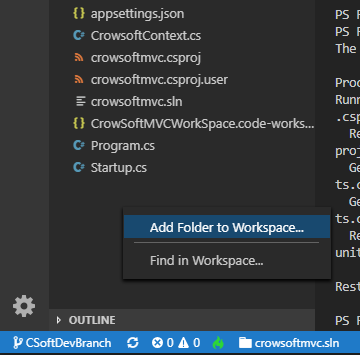 {} appsettings.json
C# CrowsoftContext.cs
crowsoftmvc.csproj
crowsoftmvc.csproj.user
crowsoftmvc.sln
{} CrowSoftMVCWorkSpace.code-works...
C# Program.cs
C# Startup.cs
Add Folder to Workspace...
Find in Workspace...
OUTLINE
CSoftDevBranch 0 0 crowsoftmvc.sln
PS F
PS F
The
Proc
Runn
.csp
Re
proj
Ge
ts.c
Ge
ts.c
Re
unit
Rest
PS F